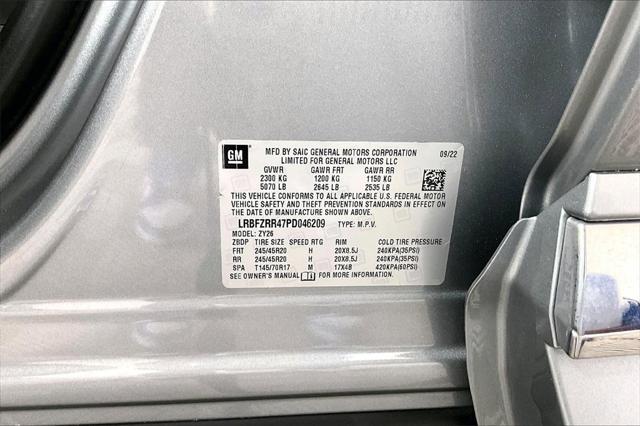 GM
MFD BY SAIC GENERAL MOTORS CORPORATION 09/22
LIMITED FOR GENERAL MOTORS LLC
GVWR GAWR FRT GAWR RR
2300 KG 1200 KG 1150 KG
5070 LB 2645 LB 2535 LB
THIS VEHICLE CONFORMS TO ALL APPLICABLE U.S. FEDERAL MOTOR
VEHICLE SAFETY AND THEFT PREVENTION STANDARDS IN EFFECT ON THE
DATE OF MANUFACTURE SHOWN ABOVE.
LRBFZRR47PD046209 TYPE: M.P.V.
MODEL: ZY26
ZBDP TIRE SIZE SPEED RTG RIM COLD TIRE PRESSURE
FRT 245/45R20 H 20X8.5J 240KPA(35PSI)
RR 245/45R20 H 20X8.5J 240KPA(35PSI)
SPA T145/70R17 M 17X4B 420KPA(60PSI)
SEE OWNER'S MANUAL FOR MORE INFORMATION